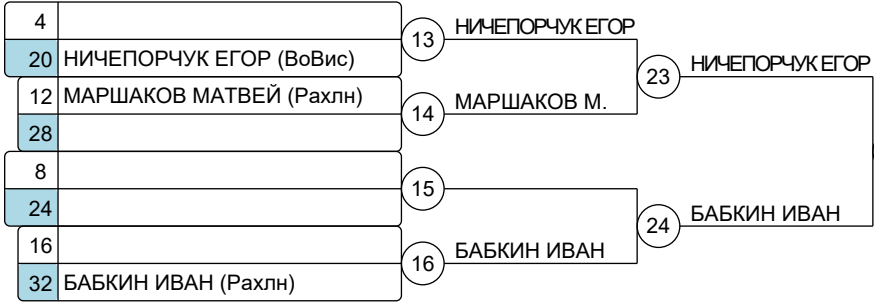 4
20 НИЧЕПОРЧУК ЕГОР (ВоВис)
12 МАРШАКОВ МАТВЕЙ (Рахлн)
28
8
24
16
32 БАБКИН ИВАН (Рахлн)
13 НИЧЕПОРЧУК ЕГОР
14 МАРШАКОВ М.
15
16 БАБКИН ИВАН
23 НИЧЕПОРЧУК ЕГОР
24 БАБКИН ИВАН